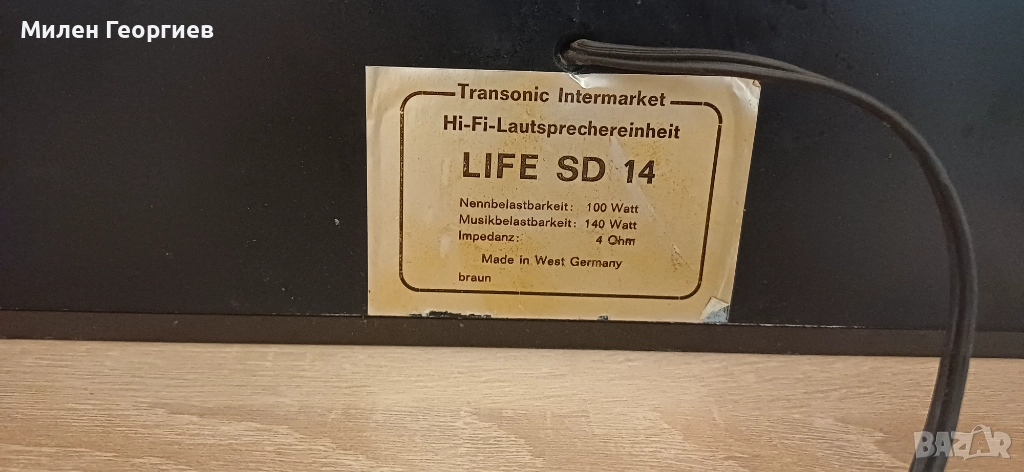 Милен Георгиев
Transonic Intermarket
Hi-Fi-Lautsprechereinheit
LIFE SD 14
Nennbelastbarkeit: 100 Watt
Musikbelastbarkeit: 140 Watt
Impedanz: 4 Ohm
Made in West Germany
braun
BAZAR